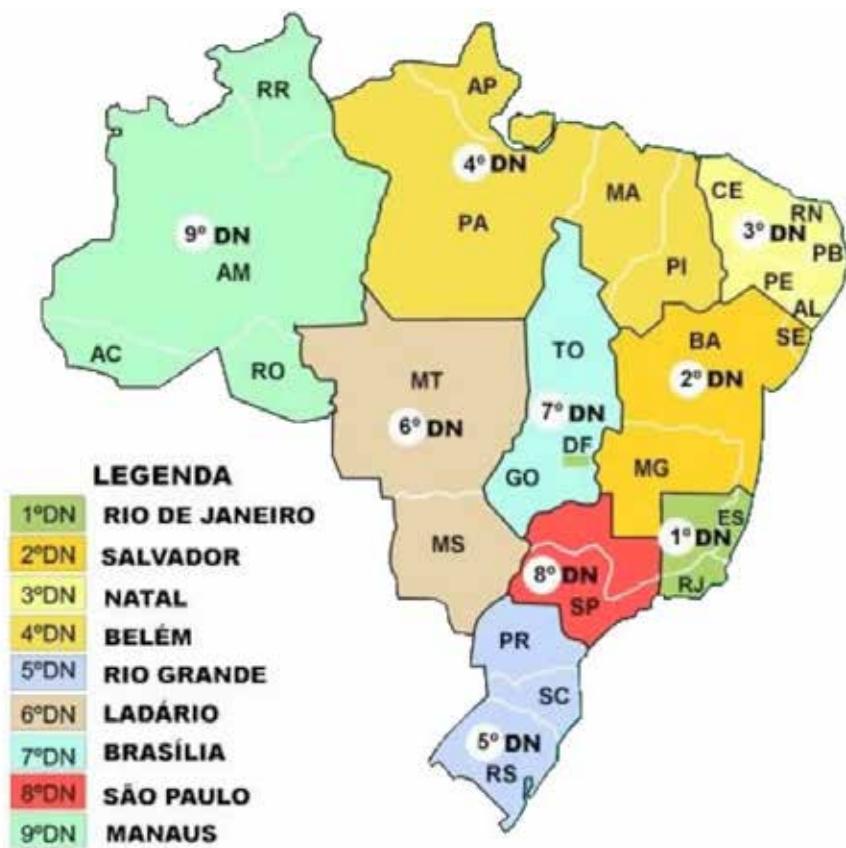 RR
AP
4º DN
MA
CE
RN
3º DN
PB
PA
9º DN
AM
PI
PE
AL
SE
AC
RO
MT
TO
BA
2º DN
6º DN
7º DN
DF
GO
MG
MS
ES
1º DN
RJ
8º DN
SP
PR
SC
5º DN
RS
LEGENDA
1ºDN RIO DE JANEIRO
2ºDN SALVADOR
3ºDN NATAL
4ºDN BELÉM
5ºDN RIO GRANDE
6ºDN LADÁRIO
7ºDN BRASÍLIA
8ºDN SÃO PAULO
9ºDN MANAUS